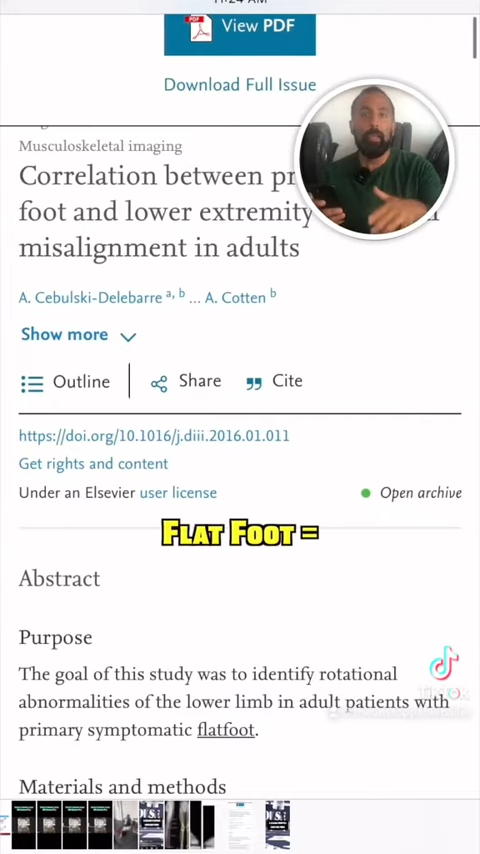 View PDF
Download Full Issue
Musculoskeletal imaging
Correlation between
foot and lower extremity
misalignment in adults
A. Cebulski-Delebarre a, b ... A. Cotten b
Show more
Outline
Share
Cite
https://doi.org/10.1016/j.diii.2016.01.011
Get rights and content
Under an Elsevier user license
Open archive
FLAT FOOT =
Abstract
Purpose
The goal of this study was to identify rotational
abnormalities of the lower limb in adult patients with
primary symptomatic flatfoot.
Materials and methods
TikTok